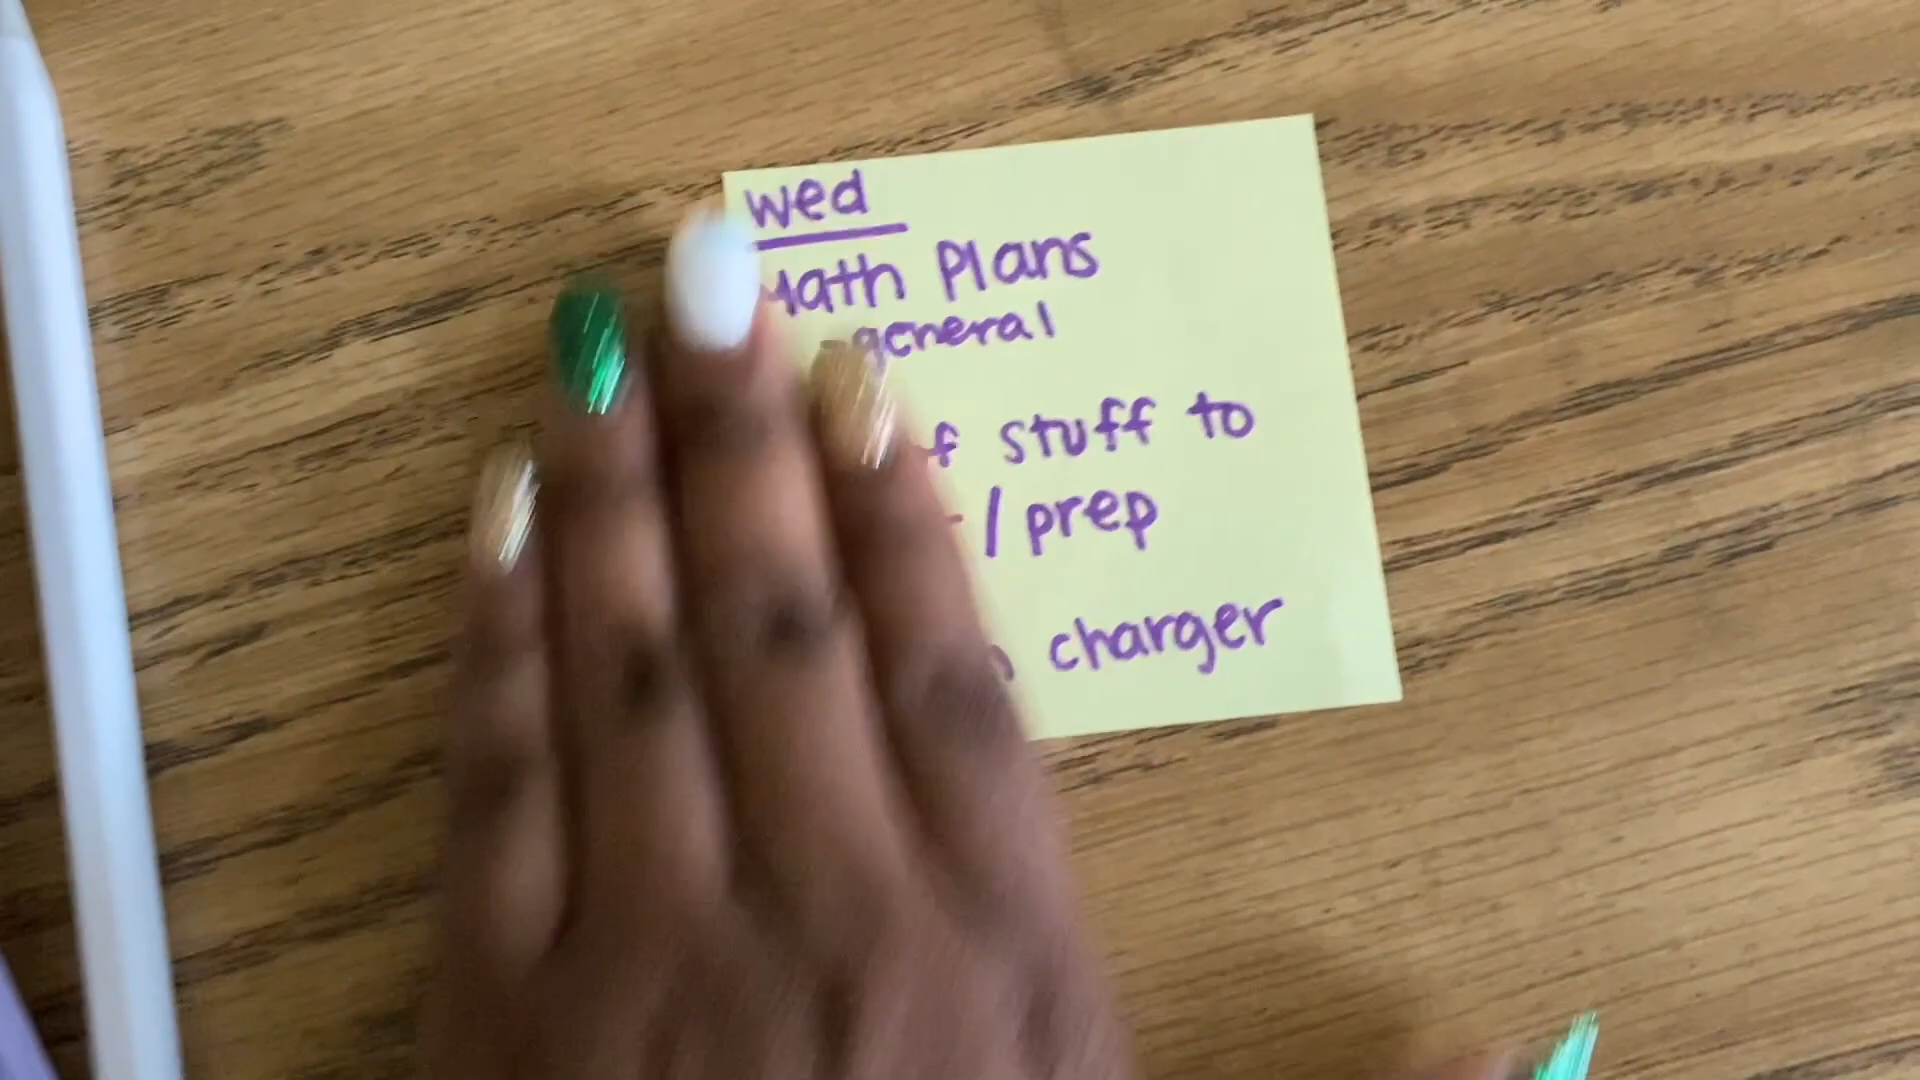 Wed
Math Plans
general
stuff to
/prep
charger